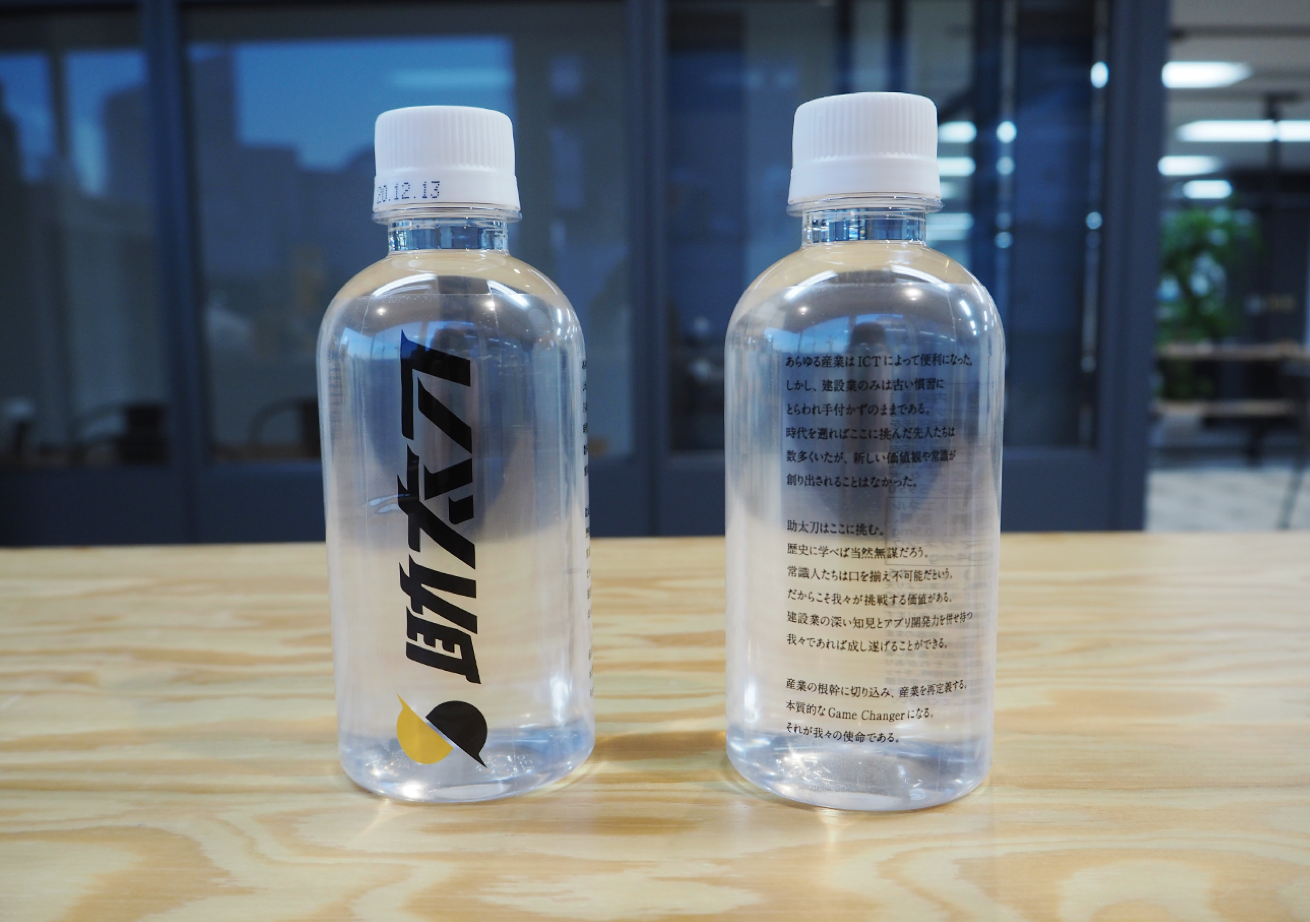 20.12.13
助太刀
あらゆる産業はICTによって便利になった。
しかし、建設業のみは古い慣習に
とらわれ手付かずのままである。
時代を遡ればここに挑んだ先人たちは
数多くいたが、新しい価値観や常識が
創り出されることはなかった。
助太刀はここに挑む。
歴史に学べば当然無謀だろう。
常識人たちは口を揃え不可能だという。
だからこそ我々が挑戦する価値がある。
建設業の深い知見とアプリ開発力を併せ持つ
我々であれば成し遂げることができる。
産業の根幹に切り込み、産業を再定義する。
本質的なGame Changerになる。
それが我々の使命である。